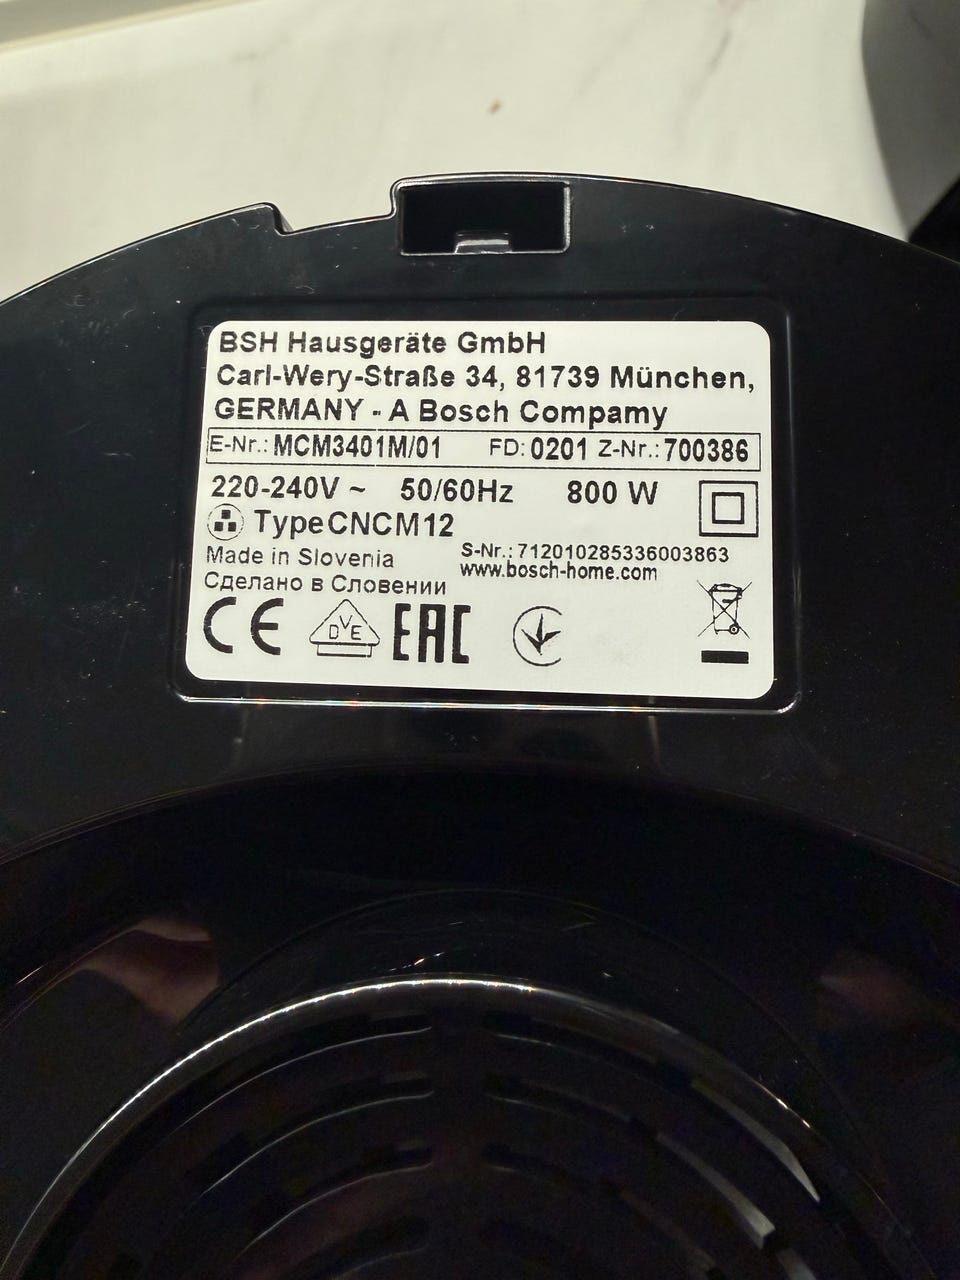 BSH Hausgeräte GmbH
Carl-Wery-Straße 34, 81739 München,
GERMANY - A Bosch Compamy
E-Nr.: MCM3401M/01 FD: 0201 Z-Nr.: 700386
220-240V ~ 50/60Hz 800 W
Type CNCM12
Made in Slovenia S-Nr.: 712010285336003863
Сделано в Словении www.bosch-home.com
CE DVE EAC